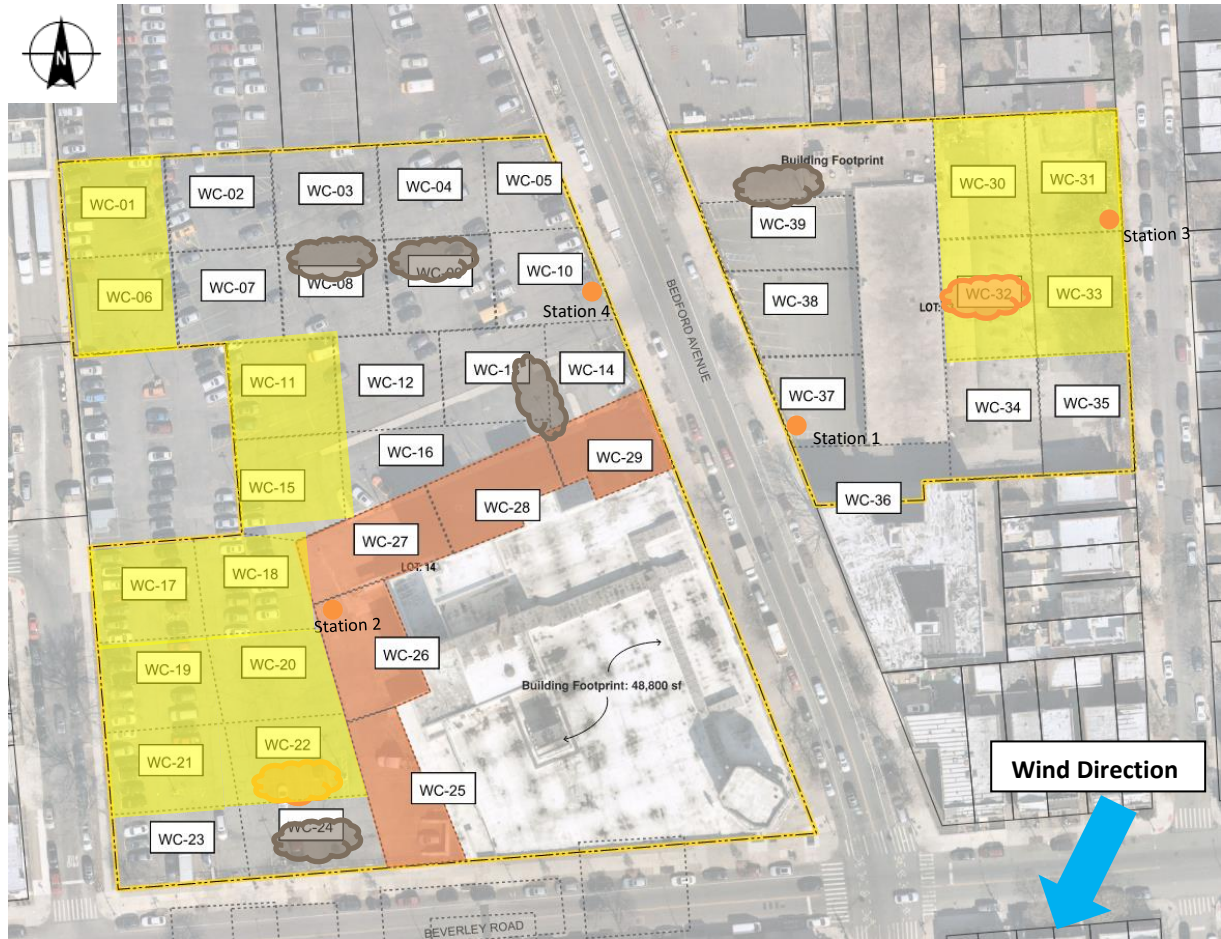 N
WC-01
WC-02
WC-03
WC-04
WC-05
WC-06
WC-07
WC-08
WC-09
WC-10
Station 4
WC-11
WC-12
WC-14
WC-15
WC-16
WC-29
WC-28
WC-27
LOT: 14
WC-17
WC-18
Station 2
WC-26
WC-19
WC-20
Building Footprint: 48,800 sf
WC-21
WC-22
WC-25
WC-23
WC-24
BEVERLEY ROAD
BEDFORD AVENUE
Building Footprint
WC-30
WC-31
WC-39
Station 3
WC-32
WC-33
WC-38
LOT:
WC-37
WC-34
WC-35
Station 1
WC-36
Wind Direction